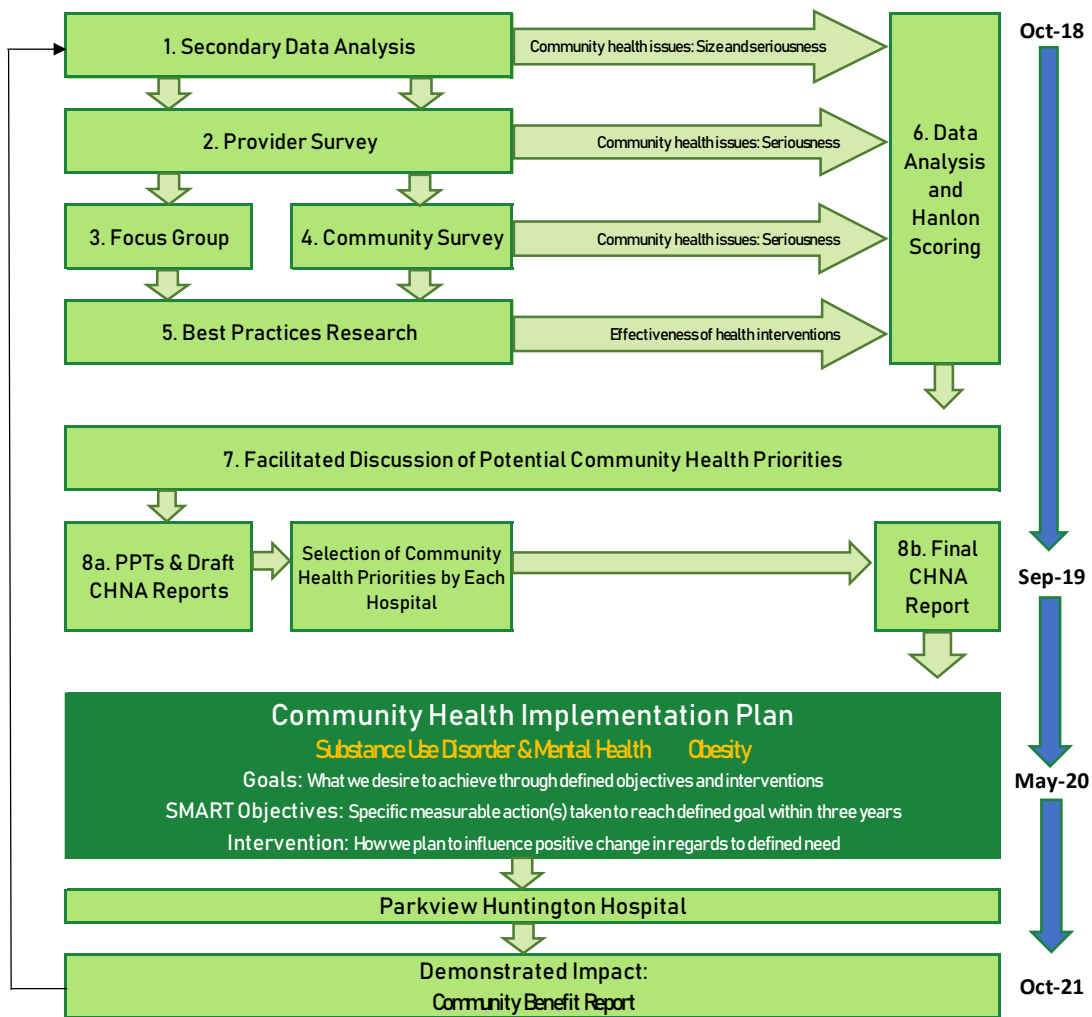 1. Secondary Data Analysis
Community health issues: Size and seriousness
Oct-18
2. Provider Survey
Community health issues: Seriousness
6. Data
Analysis
and
Hanlon
Scoring
3. Focus Group
4. Community Survey
Community health issues: Seriousness
5. Best Practices Research
Effectiveness of health interventions
7. Facilitated Discussion of Potential Community Health Priorities
8a. PPTs & Draft
CHNA Reports
Selection of Community
Health Priorities by Each
Hospital
8b. Final
CHNA
Report
Sep-19
Community Health Implementation Plan
Substance Use Disorder & Mental Health Obesity
Goals: What we desire to achieve through defined objectives and interventions
SMART Objectives: Specific measurable action(s) taken to reach defined goal within three years
Intervention: How we plan to influence positive change in regards to defined need
May-20
Parkview Huntington Hospital
Demonstrated Impact:
Community Benefit Report
Oct-21